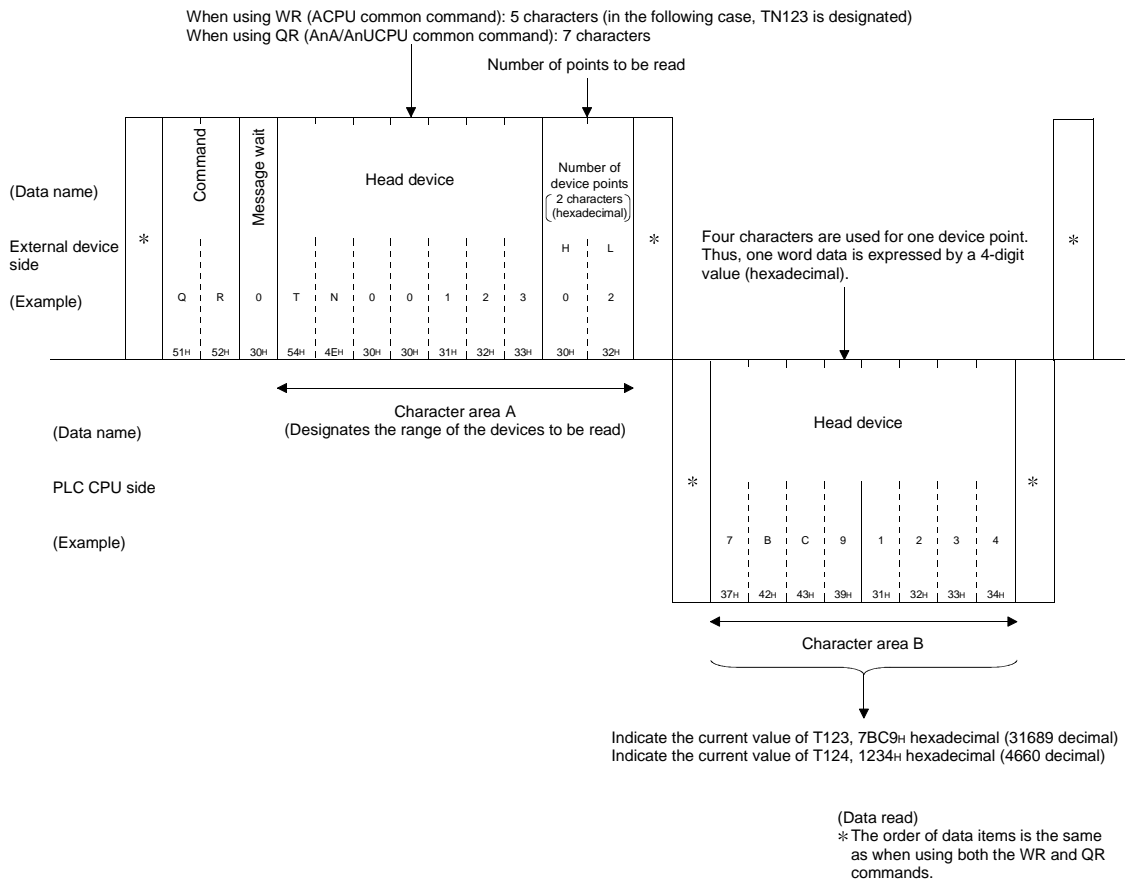 When using WR (ACPU common command): 5 characters (in the following case, TN123 is designated)
When using QR (AnA/AnUCPU common command): 7 characters
Number of points to be read
(Data name)
External device
side
(Example)
*
Command
Message wait
Head device
Number of
device points
2 characters
(hexadecimal)
H L
*
*
Q R 0 T N 0 0 1 2 3 0 2
51H 52H 30H 54H 4EH 30H 30H 31H 32H 33H 30H 32H
Four characters are used for one device point.
Thus, one word data is expressed by a 4-digit
value (hexadecimal).
Character area A
(Designates the range of the devices to be read)
(Data name)
PLC CPU side
(Example)
Head device
*
*
7 B C 9 1 2 3 4
37H 42H 43H 39H 31H 32H 33H 34H
Character area B
Indicate the current value of T123, 7BC9H hexadecimal (31689 decimal)
Indicate the current value of T124, 1234H hexadecimal (4660 decimal)
(Data read)
* The order of data items is the same
as when using both the WR and QR
commands.